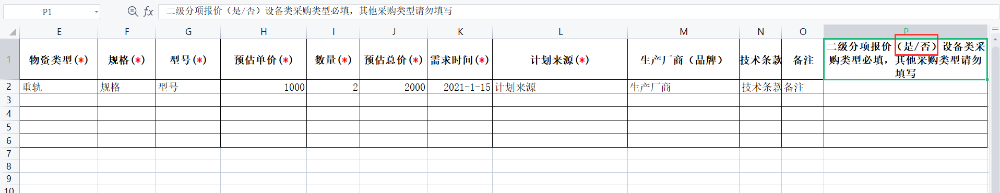 P1 fx 二级分项报价（是/否）设备类采购类型必填，其他采购类型请勿填写
E F G H I J K L M N O P
1 物资类型(*) 规格(*) 型号(*) 预估单价(*) 数量(*) 预估总价(*) 需求时间(*) 计划来源(*) 生产厂商（品牌） 技术条款 备注 二级分项报价（是/否）设备类采
购类型必填，其他采购类型请勿
填写
2 重轨 规格 型号 1000 2 2000 2021-1-15 计划来源 生产厂商 技术条款 备注
3
4
5
6
7
8
9
10